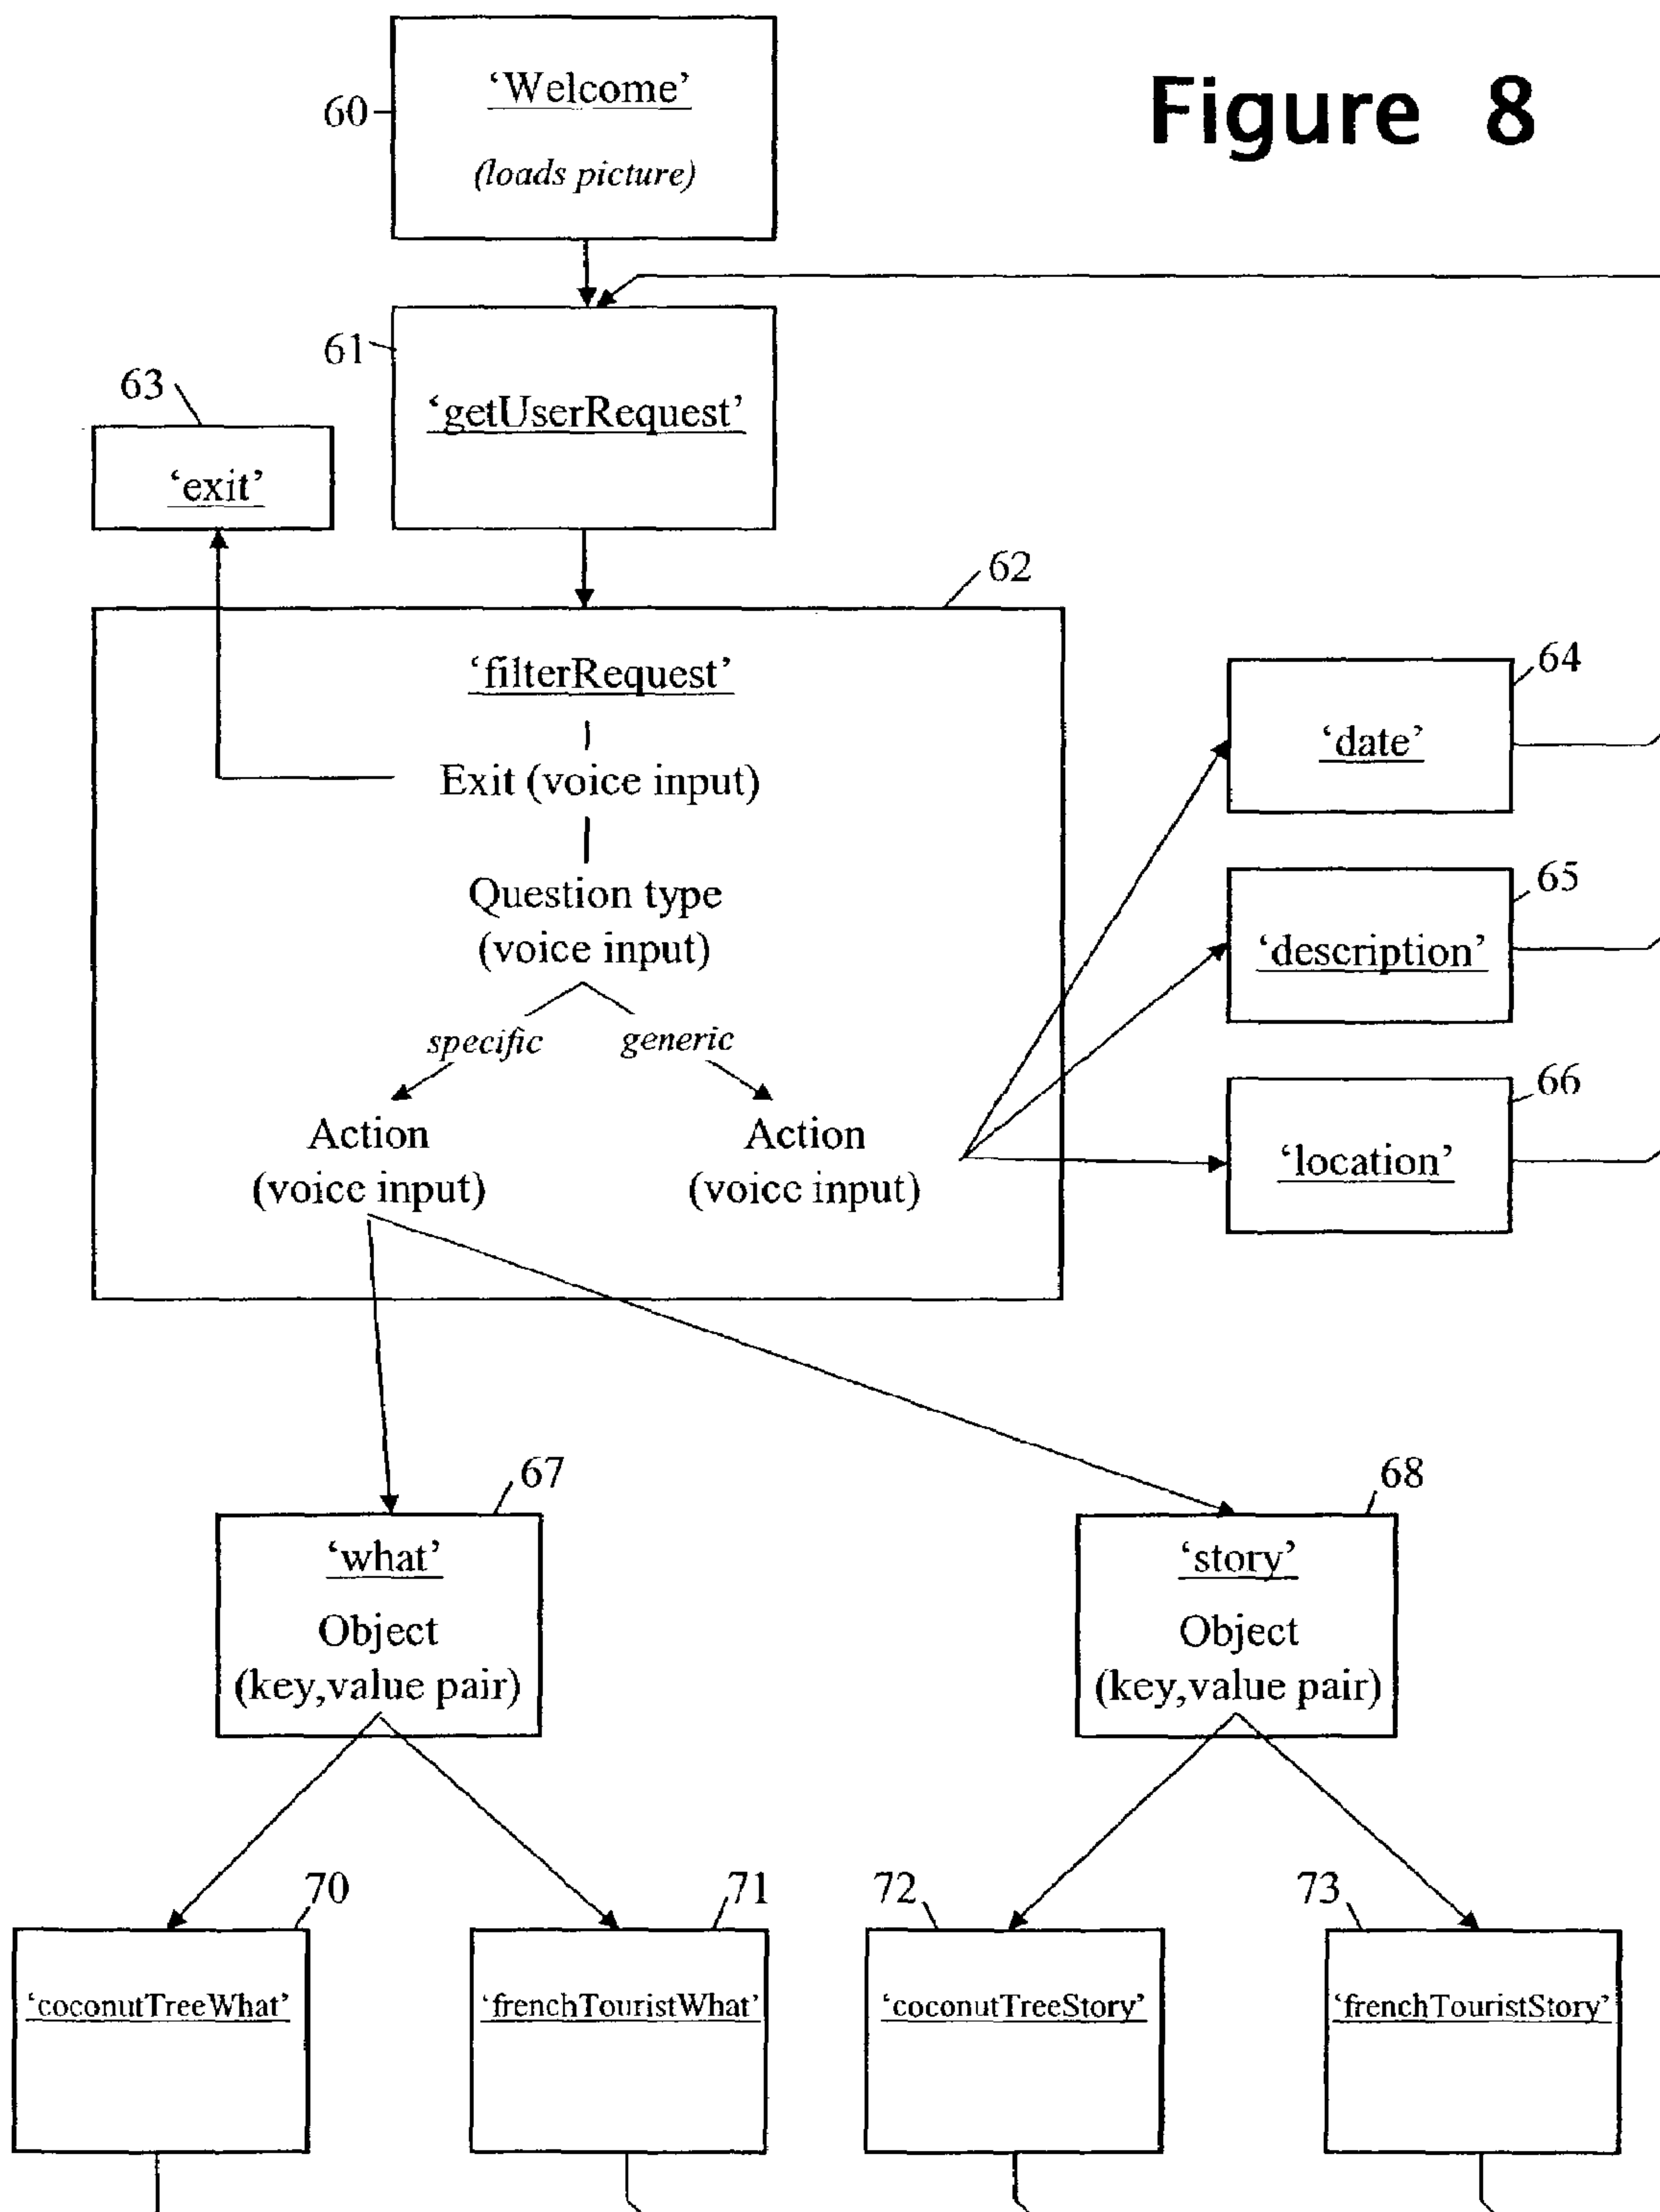 Figure 8
‘Welcome’
60
(loads picture)
61
‘getUserRequest’
63
‘exit’
62
‘filterRequest’
Exit (voice input)
Question type
(voice input)
specific
generic
Action
(voice input)
Action
(voice input)
64
‘date’
65
‘description’
66
‘location’
67
‘what’
Object
(key,value pair)
68
‘story’
Object
(key,value pair)
70
‘coconutTreeWhat’
71
‘frenchTouristWhat’
72
‘coconutTreeStory’
73
‘frenchTouristStory’